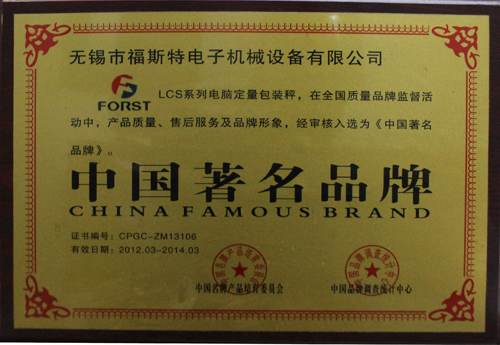 无锡市福斯特电子机械设备有限公司
FORST
LCS系列电脑定量包装秤，在全国质量品牌监督活
动中，产品质量、售后服务及品牌形象，经审核入选为《中国著名
品牌》。
中国著名品牌
CHINA FAMOUS BRAND
证书编号：CPGC-ZM13106
有效日期：2012.03-2014.03
中国名牌产品培育委员会
中国品牌调查统计中心